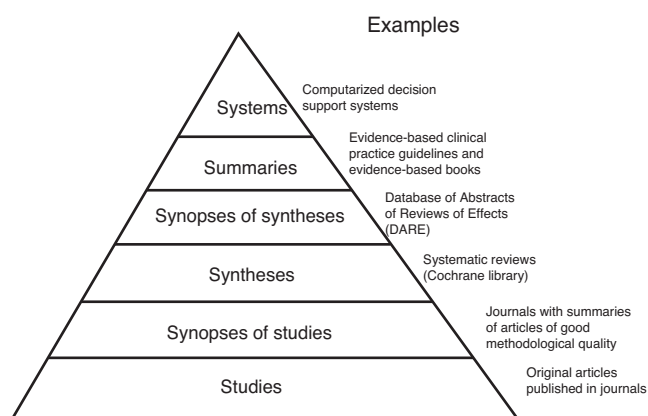 Examples
Systems
Computarized decision
support systems
Summaries
Evidence-based clinical
practice guidelines and
evidence-based books
Synopses of syntheses
Database of Abstracts
of Reviews of Effects
(DARE)
Syntheses
Systematic reviews
(Cochrane library)
Synopses of studies
Journals with summaries
of articles of good
methodological quality
Studies
Original articles
published in journals